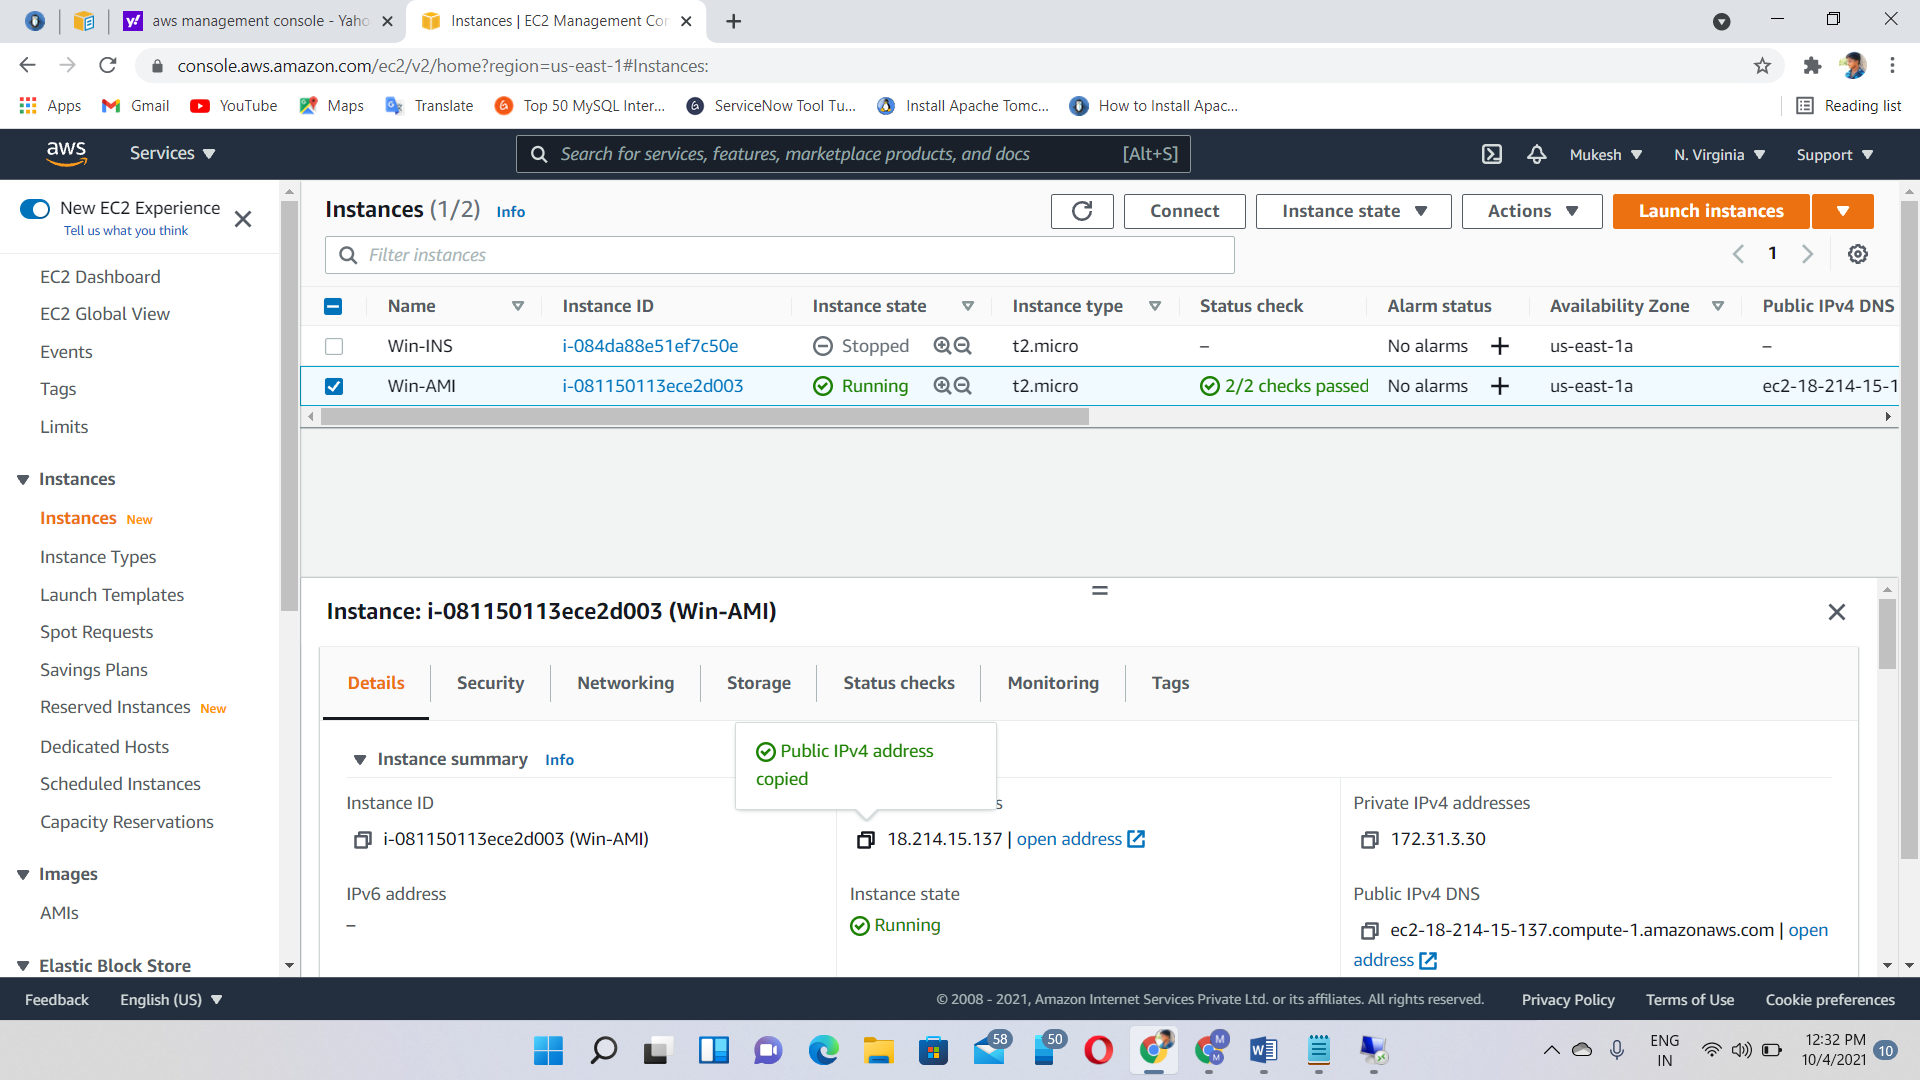 aws management console - Yaho
Instances | EC2 Management Con
console.aws.amazon.com/ec2/v2/home?region=us-east-1#Instances:
Apps Gmail YouTube Maps Translate Top 50 MySQL Inter... ServiceNow Tool Tu... Install Apache Tomc... How to Install Apac... Reading list
aws Services Search for services, features, marketplace products, and docs [Alt+S] Mukesh N. Virginia Support
New EC2 Experience
Tell us what you think
EC2 Dashboard
EC2 Global View
Events
Tags
Limits
Instances
Instances New
Instance Types
Launch Templates
Spot Requests
Savings Plans
Reserved Instances New
Dedicated Hosts
Scheduled Instances
Capacity Reservations
Images
AMIs
Elastic Block Store
Instances (1/2) Info Connect Instance state Actions Launch instances
Filter instances 1
Name Instance ID Instance state Instance type Status check Alarm status Availability Zone Public IPv4 DNS
Win-INS i-084da88e51ef7c50e Stopped t2.micro – No alarms + us-east-1a –
Win-AMI i-081150113ece2d003 Running t2.micro 2/2 checks passed No alarms + us-east-1a ec2-18-214-15-1
Instance: i-081150113ece2d003 (Win-AMI)
Details Security Networking Storage Status checks Monitoring Tags
Instance summary Info
Public IPv4 address
copied
Instance ID
i-081150113ece2d003 (Win-AMI)
s
18.214.15.137 | open address
Private IPv4 addresses
172.31.3.30
IPv6 address
–
Instance state
Running
Public IPv4 DNS
ec2-18-214-15-137.compute-1.amazonaws.com | open
address
Feedback English (US) © 2008 - 2021, Amazon Internet Services Private Ltd. or its affiliates. All rights reserved. Privacy Policy Terms of Use Cookie preferences
58 50 M M
ENG
IN
12:32 PM
10/4/2021
10